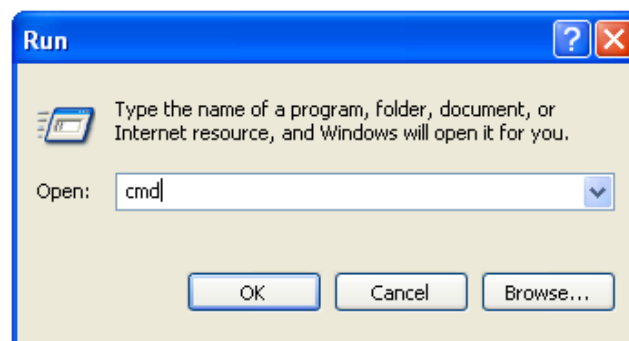 Run
Type the name of a program, folder, document, or
Internet resource, and Windows will open it for you.
Open: cmd
OK Cancel Browse...